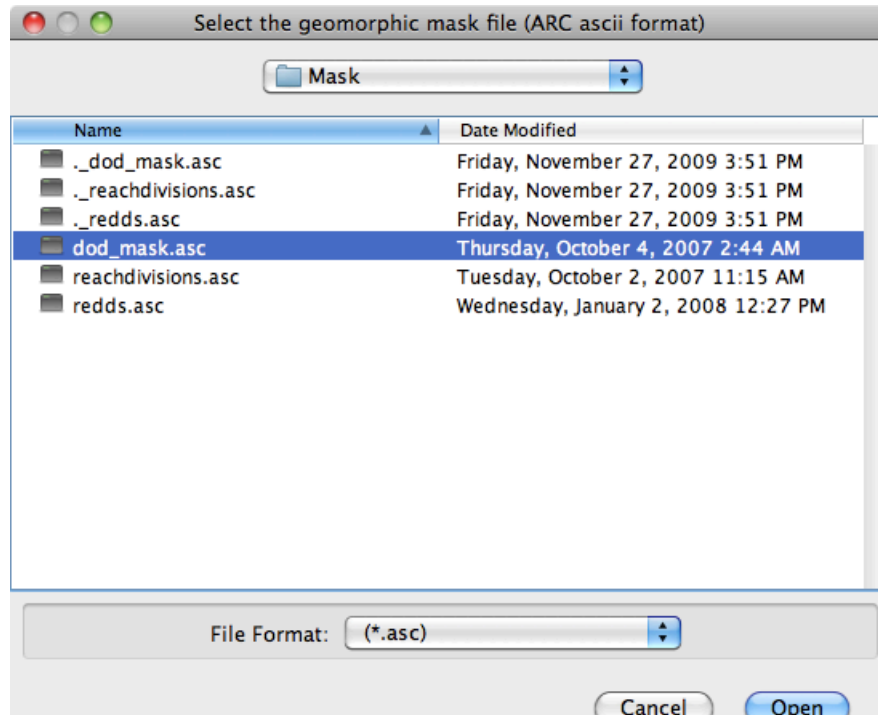 Select the geomorphic mask file (ARC ascii format)
Mask
Name Date Modified
._dod_mask.asc Friday, November 27, 2009 3:51 PM
._reachdivisions.asc Friday, November 27, 2009 3:51 PM
._redds.asc Friday, November 27, 2009 3:51 PM
dod_mask.asc Thursday, October 4, 2007 2:44 AM
reachdivisions.asc Tuesday, October 2, 2007 11:15 AM
redds.asc Wednesday, January 2, 2008 12:27 PM
File Format: (*.asc)
Cancel Open